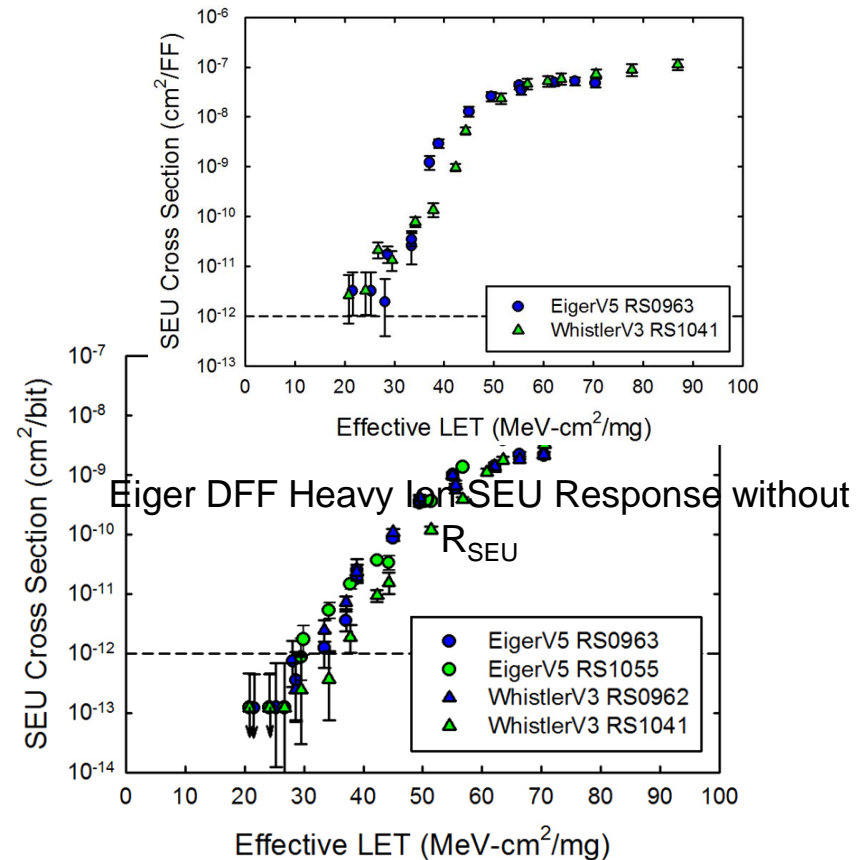 10⁻⁶
10⁻⁷
10⁻⁸
10⁻⁹
10⁻¹⁰
10⁻¹¹
10⁻¹²
10⁻¹³
SEU Cross Section (cm²/FF)
EigerV5 RS0963
WhistlerV3 RS1041
0 10 20 30 40 50 60 70 80 90 100
Effective LET (MeV-cm²/mg)
10⁻⁷
10⁻⁸
10⁻⁹
10⁻¹⁰
10⁻¹¹
10⁻¹²
10⁻¹³
10⁻¹⁴
SEU Cross Section (cm²/bit)
Eiger DFF Heavy Ion SEU Response without
R_SEU
EigerV5 RS0963
EigerV5 RS1055
WhistlerV3 RS0962
WhistlerV3 RS1041
0 10 20 30 40 50 60 70 80 90 100
Effective LET (MeV-cm²/mg)